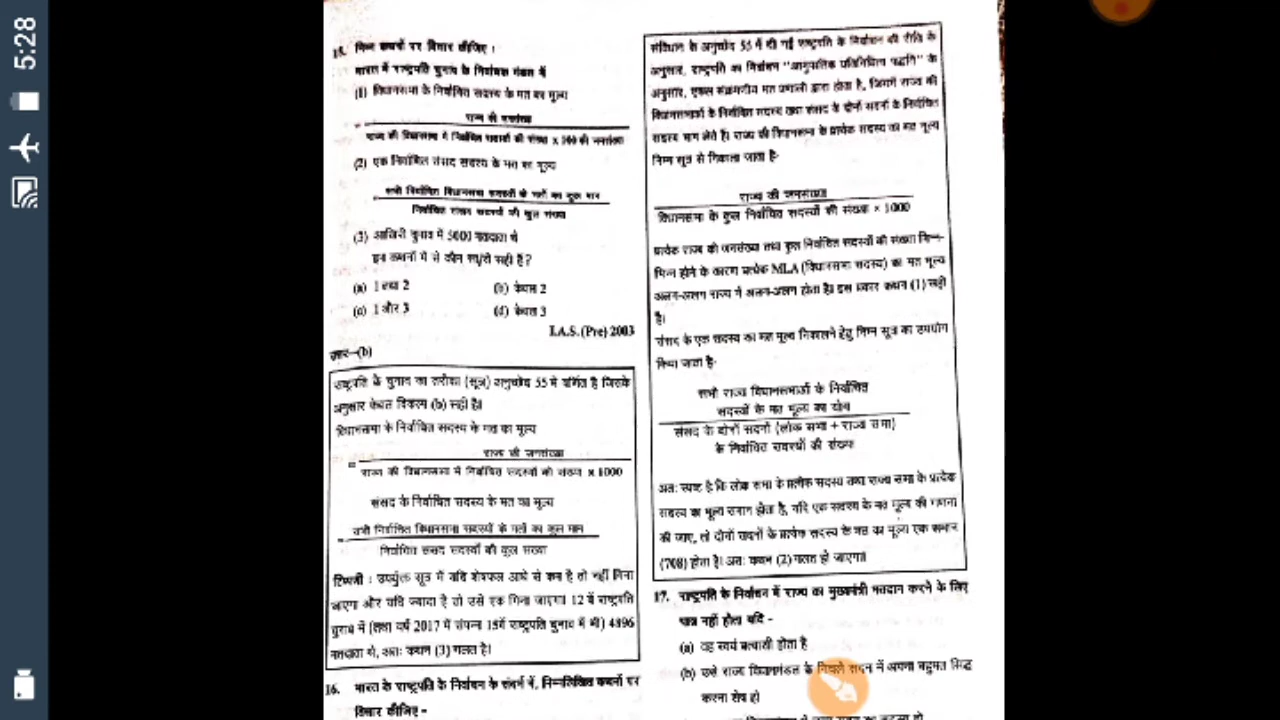 5:28
15. निम्न कथनों पर विचार कीजिए।
भारत में राष्ट्रपति चुनाव के निर्वाचक मंडल में
(1) विधानसभा के निर्वाचित सदस्य के मत का मूल्य
= राज्य की जनसंख्या
राज्य की विधानसभा में निर्वाचित सदस्यों की संख्या x 100 की जनसंख्या
(2) एक निर्वाचित संसद सदस्य के मत का मूल्य
= सभी निर्वाचित विधानसभा सदस्यों के मतों का कुल मान
निर्वाचित संसद सदस्यों की कुल संख्या
(3) आखिरी चुनाव में 5000 मतदाता थे
इन कथनों में से कौन सा/से सही है?
(a) 1 तथा 2 (b) केवल 2
(c) 1 और 3 (d) केवल 3
I.A.S. (Pre) 2003
उत्तर—(b)
राष्ट्रपति के चुनाव का तरीका (सूत्र) अनुच्छेद 55 में वर्णित है जिसके
अनुसार केवल विकल्प (b) सही है।
विधानसभा के निर्वाचित सदस्य के मत का मूल्य
= राज्य की जनसंख्या
राज्य की विधानसभा में निर्वाचित सदस्यों की संख्या x 1000
संसद के निर्वाचित सदस्य के मत का मूल्य
= सभी निर्वाचित विधानसभा सदस्यों के मतों का कुल मान
निर्वाचित संसद सदस्यों की कुल संख्या
टिप्पणी : उपर्युक्त सूत्र में यदि शेषफल आधे से कम है तो नहीं गिना
जाएगा और यदि ज्यादा है तो उसे एक गिना जाएगा 12 वें राष्ट्रपति
चुनाव में (तथा वर्ष 2017 में संपन्न 15वें राष्ट्रपति चुनाव में भी) 4896
मतदाता थे, अतः कथन (3) गलत है।
16. भारत के राष्ट्रपति के निर्वाचन के संदर्भ में, निम्नलिखित कथनों पर
विचार कीजिए -
संविधान के अनुच्छेद 55 में दी गई राष्ट्रपति के निर्वाचन की रीति के
अनुसार, राष्ट्रपति का निर्वाचन "आनुपातिक प्रतिनिधित्व पद्धति" के
अनुसार, एकल संक्रमणीय मत प्रणाली द्वारा होता है, जिसमें राज्य की
विधानसभाओं के निर्वाचित सदस्य तथा संसद के दोनों सदनों के निर्वाचित
सदस्य भाग लेते हैं। राज्य की विधानसभा के प्रत्येक सदस्य का मत मूल्य
निम्न सूत्र से निकाला जाता है-
राज्य की जनसंख्या
विधानसभा के कुल निर्वाचित सदस्यों की संख्या × 1000
प्रत्येक राज्य की जनसंख्या तथा कुल निर्वाचित सदस्यों की संख्या भिन्न-
भिन्न होने के कारण प्रत्येक MLA (विधानसभा सदस्य) का मत मूल्य
अलग-अलग राज्य में अलग-अलग होता है। इस प्रकार कथन (1) सही
है।
संसद के एक सदस्य का मत मूल्य निकालने हेतु निम्न सूत्र का उपयोग
किया जाता है-
सभी राज्य विधानसभाओं के निर्वाचित
सदस्यों के मत मूल्य का योग
संसद के दोनों सदनों (लोक सभा + राज्य सभा)
के निर्वाचित सदस्यों की संख्या
अतः स्पष्ट है कि लोक सभा के प्रत्येक सदस्य तथा राज्य सभा के प्रत्येक
सदस्य का मूल्य समान होता है, यदि एक सदस्य के मत मूल्य की गणना
की जाए, तो दोनों सदनों के प्रत्येक सदस्य के मत का मूल्य एक समान
(708) होता है। अतः कथन (2) गलत हो जाएगा।
17. राष्ट्रपति के निर्वाचन में राज्य का मुख्यमंत्री मतदान करने के लिए
पात्र नहीं होता यदि -
(a) वह स्वयं प्रत्याशी होता है
(b) उसे राज्य विधानमंडल के निचले सदन में अपना बहुमत सिद्ध
करना शेष हो